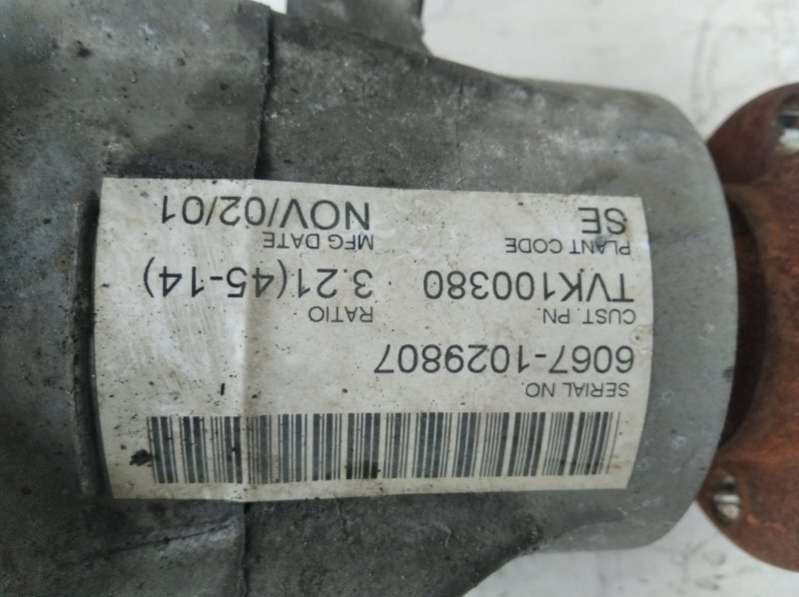 SERIAL NO.
6067-1029807
CUST. PN. RATIO
TVK100380 3.21(45-14)
PLANT CODE MFG DATE
SE NOV/02/01